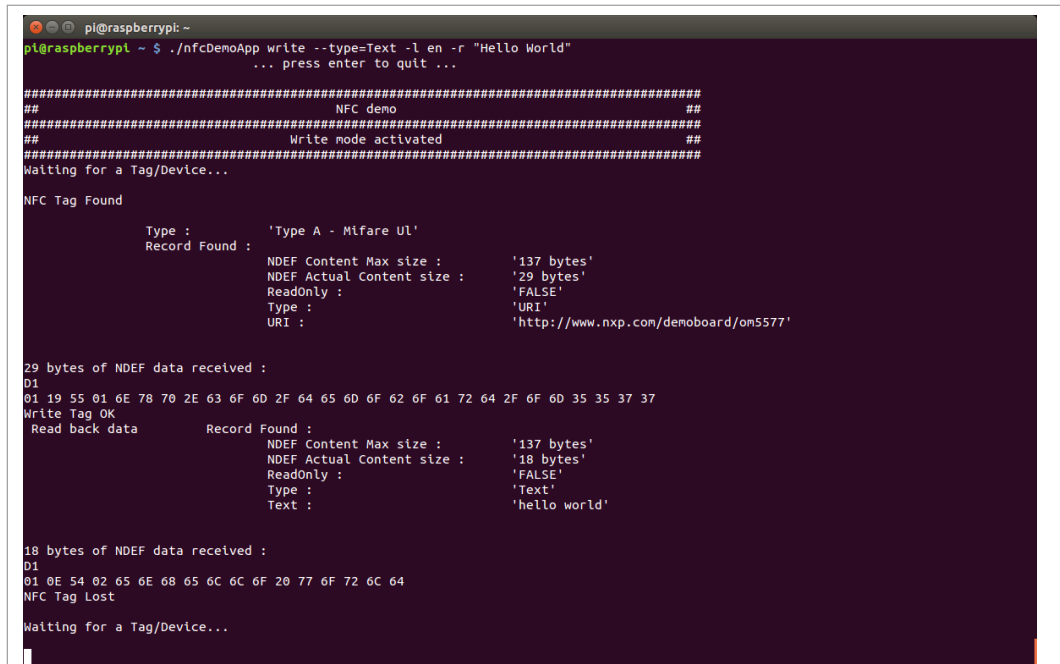 pi@raspberrypi: ~
pi@raspberrypi ~ $ ./nfcDemoApp write --type=Text -l en -r "Hello World"
... press enter to quit ...
#########################################################################################
## NFC demo ##
#########################################################################################
## Write mode activated ##
#########################################################################################
Waiting for a Tag/Device...
NFC Tag Found
Type : 'Type A - Mifare Ul'
Record Found :
NDEF Content Max size : '137 bytes'
NDEF Actual Content size : '29 bytes'
ReadOnly : 'FALSE'
Type : 'URI'
URI : 'http://www.nxp.com/demoboard/om5577'
29 bytes of NDEF data received :
D1
01 19 55 01 6E 78 70 2E 63 6F 6D 2F 64 65 6D 6F 62 6F 61 72 64 2F 6F 6D 35 35 37 37
Write Tag OK
Read back data Record Found :
NDEF Content Max size : '137 bytes'
NDEF Actual Content size : '18 bytes'
ReadOnly : 'FALSE'
Type : 'Text'
Text : 'hello world'
18 bytes of NDEF data received :
D1
01 0E 54 02 65 6E 68 65 6C 6C 6F 20 77 6F 72 6C 64
NFC Tag Lost
Waiting for a Tag/Device...